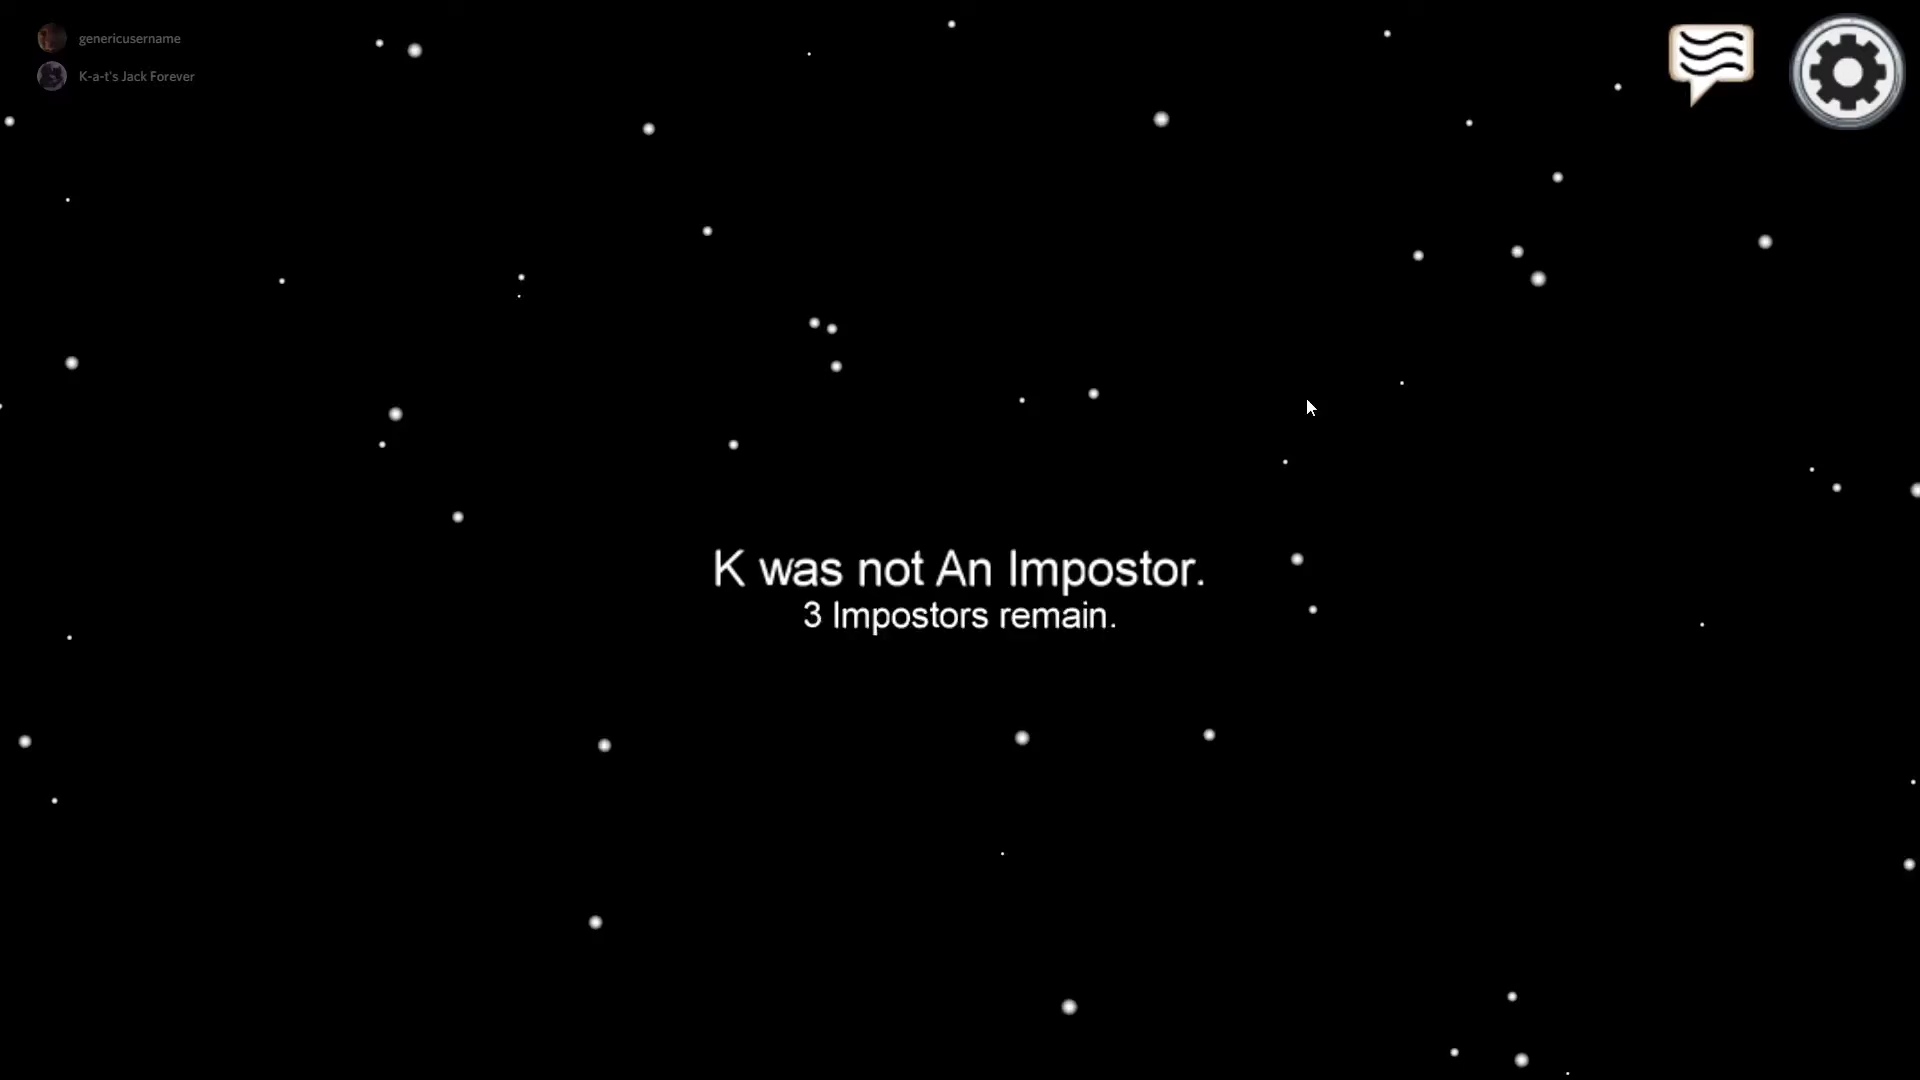 genericusername
K-a-t's Jack Forever
K was not An Impostor.
3 Impostors remain.